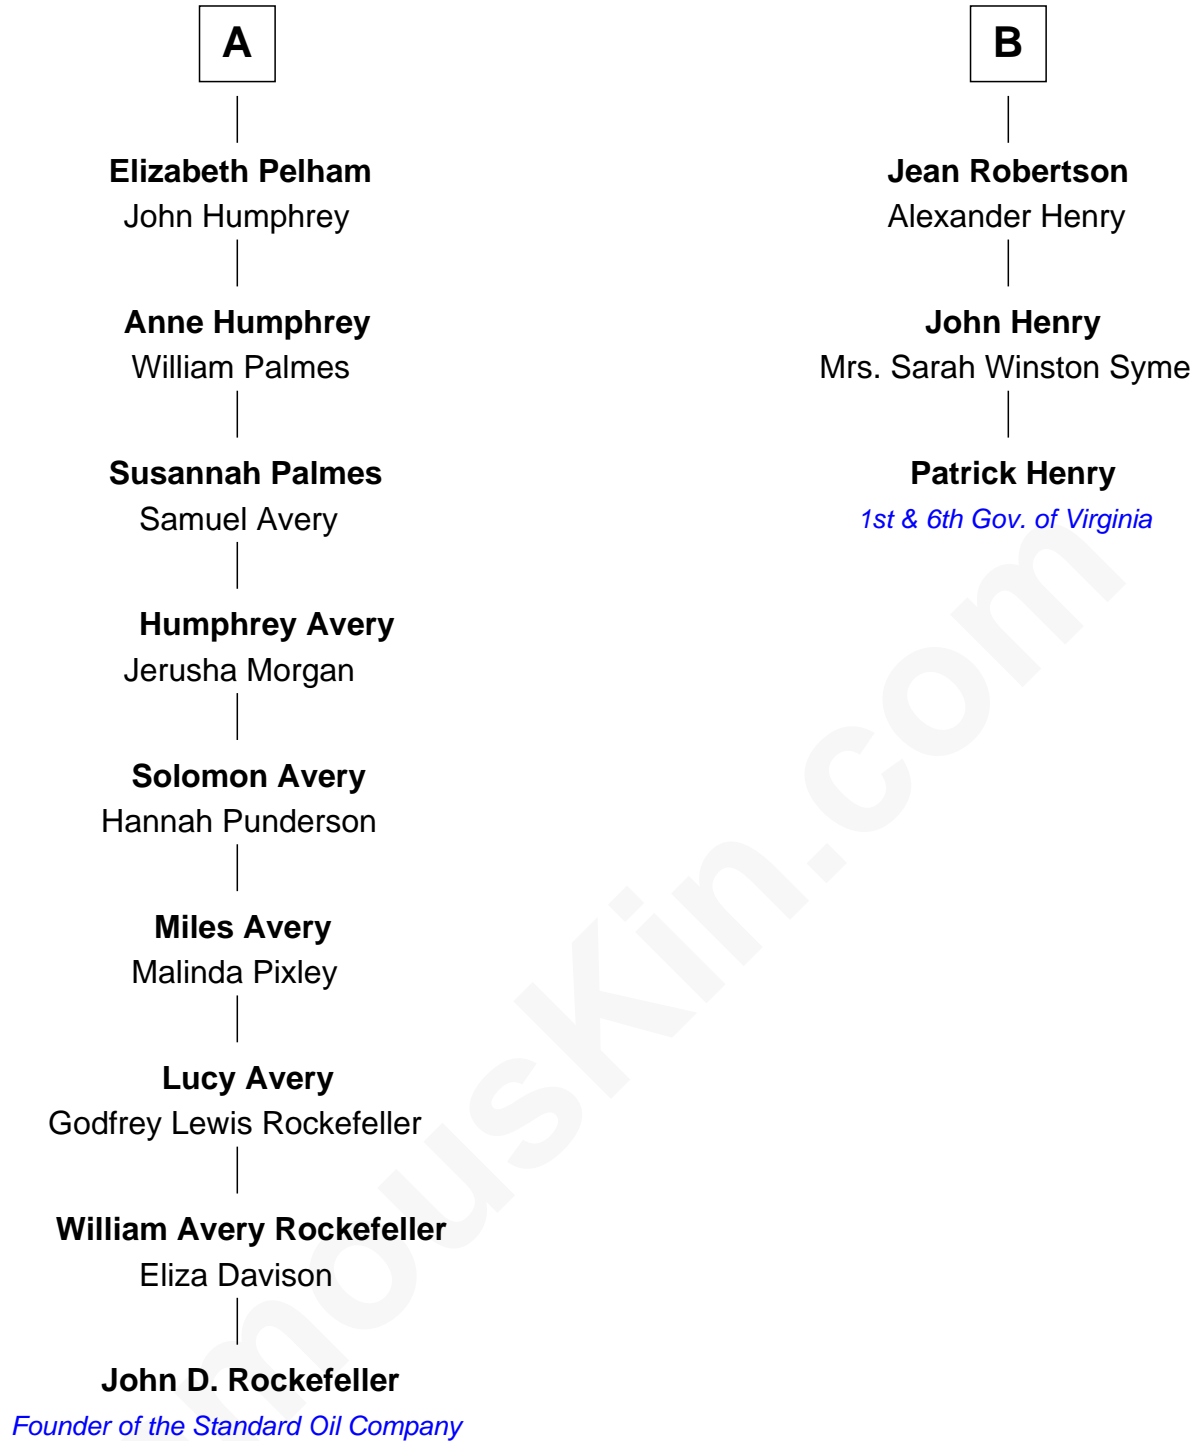 A
Elizabeth Pelham
John Humphrey
Anne Humphrey
William Palmes
Susannah Palmes
Samuel Avery
Humphrey Avery
Jerusha Morgan
Solomon Avery
Hannah Punderson
Miles Avery
Malinda Pixley
Lucy Avery
Godfrey Lewis Rockefeller
William Avery Rockefeller
Eliza Davison
John D. Rockefeller
Founder of the Standard Oil Company
B
Jean Robertson
Alexander Henry
John Henry
Mrs. Sarah Winston Syme
Patrick Henry
1st & 6th Gov. of Virginia
mouskin.com